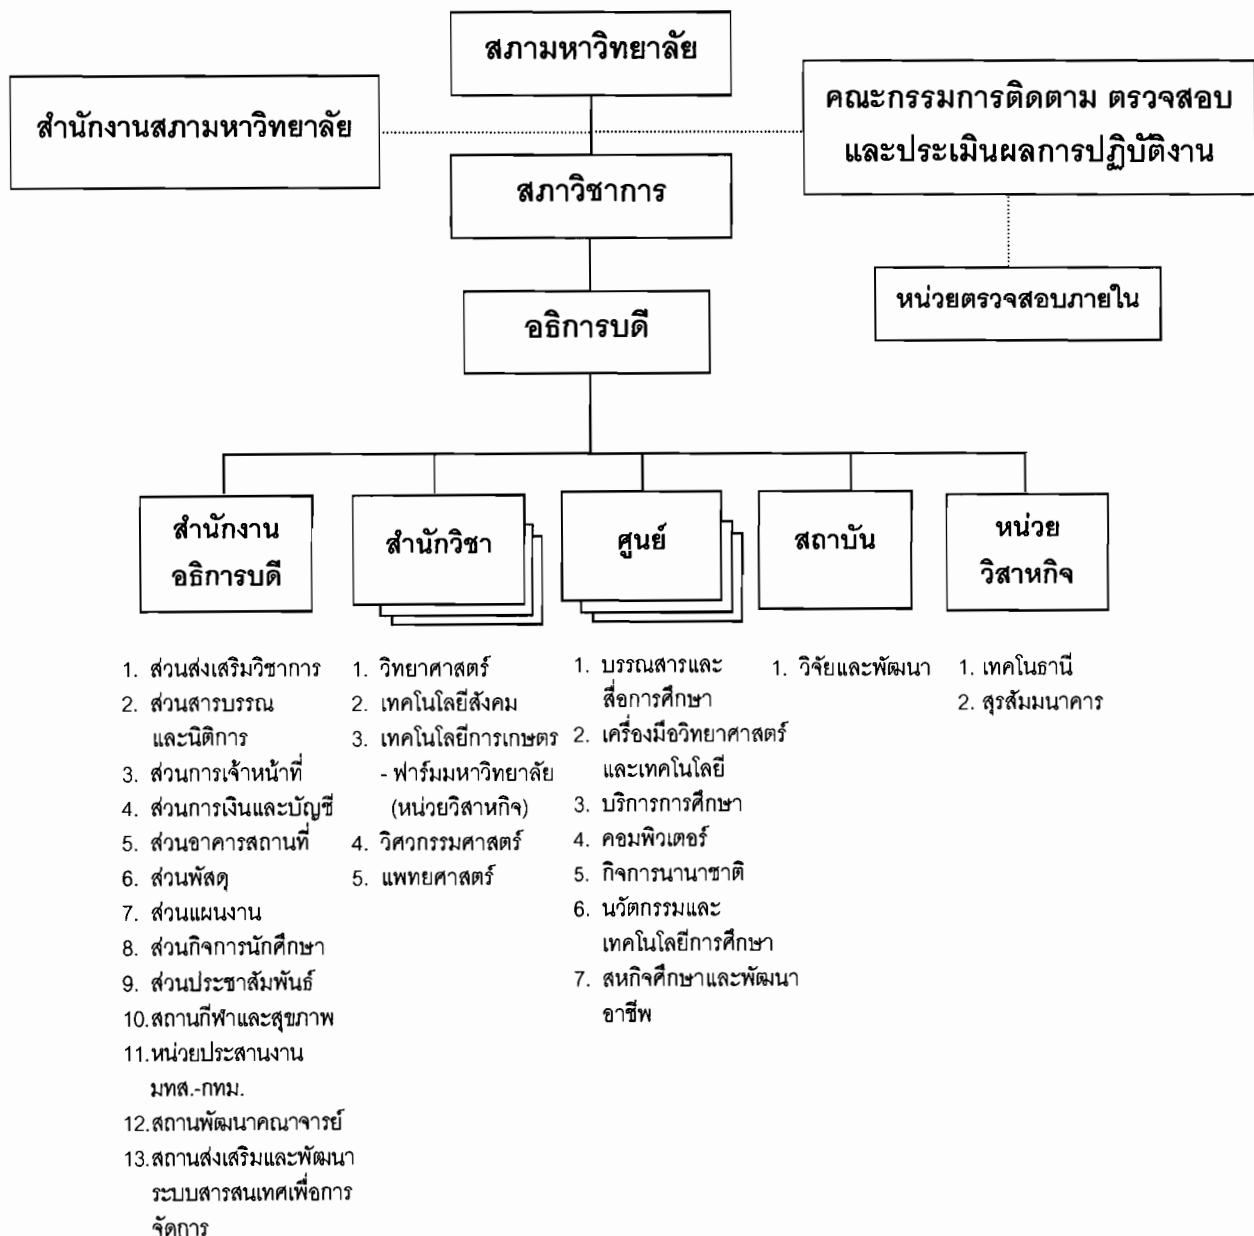 สภามหาวิทยาลัย
สำนักงานสภามหาวิทยาลัย
คณะกรรมการติดตาม ตรวจสอบ
และประเมินผลการปฏิบัติงาน
สภาวิชาการ
หน่วยตรวจสอบภายใน
อธิการบดี
สำนักงาน
อธิการบดี
สำนักวิชา
ศูนย์
สถาบัน
หน่วย
วิสาหกิจ
1. ส่วนส่งเสริมวิชาการ
2. ส่วนสารบรรณ
และนิติการ
3. ส่วนการเจ้าหน้าที่
4. ส่วนการเงินและบัญชี
5. ส่วนอาคารสถานที่
6. ส่วนพัสดุ
7. ส่วนแผนงาน
8. ส่วนกิจการนักศึกษา
9. ส่วนประชาสัมพันธ์
10.สถานกีฬาและสุขภาพ
11.หน่วยประสานงาน
มทส.-กทม.
12.สถานพัฒนาคณาจารย์
13.สถานส่งเสริมและพัฒนา
ระบบสารสนเทศเพื่อการ
จัดการ
1. วิทยาศาสตร์
2. เทคโนโลยีสังคม
3. เทคโนโลยีการเกษตร
- ฟาร์มมหาวิทยาลัย
(หน่วยวิสาหกิจ)
4. วิศวกรรมศาสตร์
5. แพทยศาสตร์
1. บรรณสารและ
สื่อการศึกษา
2. เครื่องมือวิทยาศาสตร์
และเทคโนโลยี
3. บริการการศึกษา
4. คอมพิวเตอร์
5. กิจการนานาชาติ
6. นวัตกรรมและ
เทคโนโลยีการศึกษา
7. สหกิจศึกษาและพัฒนา
อาชีพ
1. วิจัยและพัฒนา
1. เทคโนธานี
2. สุรสัมมนาคาร